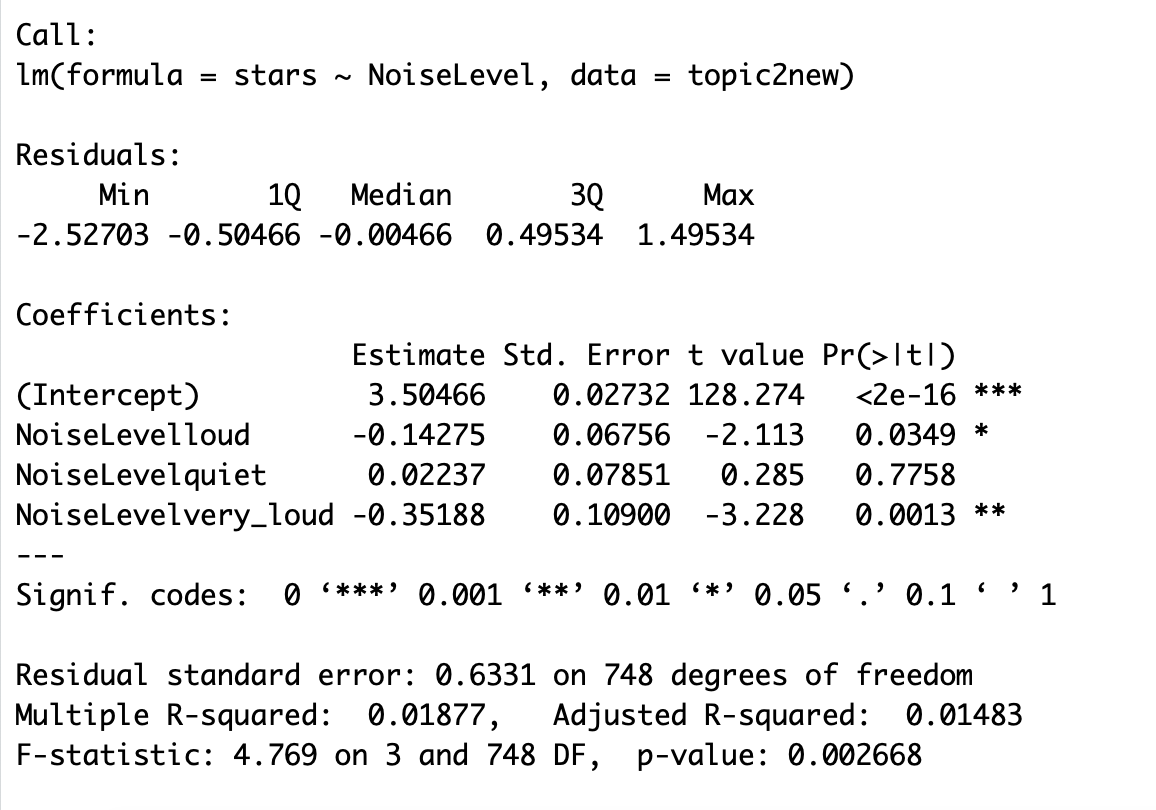 Call:
lm(formula = stars ~ NoiseLevel, data = topic2new)
Residuals:
     Min       1Q   Median       3Q      Max
-2.52703 -0.50466 -0.00466  0.49534  1.49534
Coefficients:
                    Estimate Std. Error t value Pr(>|t|)
(Intercept)          3.50466    0.02732 128.274   <2e-16 ***
NoiseLevelloud      -0.14275    0.06756  -2.113   0.0349 *
NoiseLevelquiet      0.02237    0.07851   0.285   0.7758
NoiseLevelvery_loud -0.35188    0.10900  -3.228   0.0013 **
---
Signif. codes:  0 ‘***’ 0.001 ‘**’ 0.01 ‘*’ 0.05 ‘.’ 0.1 ‘ ’ 1
Residual standard error: 0.6331 on 748 degrees of freedom
Multiple R-squared:  0.01877,	Adjusted R-squared:  0.01483
F-statistic: 4.769 on 3 and 748 DF,  p-value: 0.002668